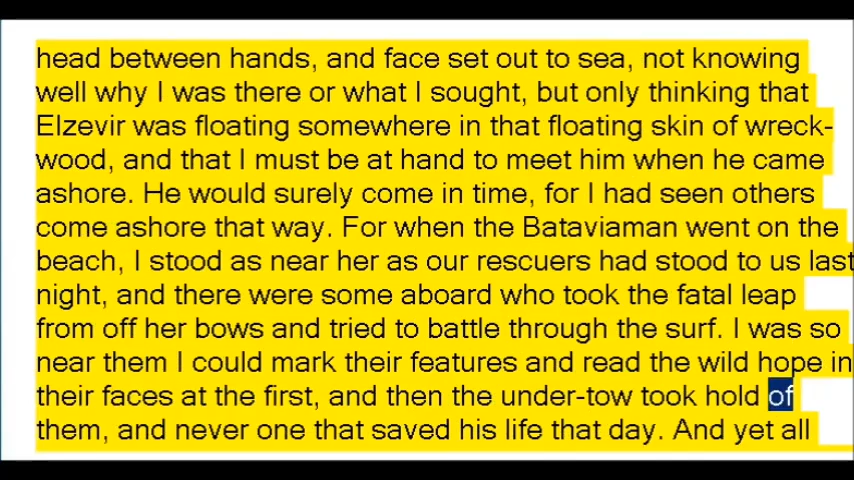 head between hands, and face set out to sea, not knowing
well why I was there or what I sought, but only thinking that
Elzevir was floating somewhere in that floating skin of wreck-
wood, and that I must be at hand to meet him when he came
ashore. He would surely come in time, for I had seen others
come ashore that way. For when the Bataviaman went on the
beach, I stood as near her as our rescuers had stood to us last
night, and there were some aboard who took the fatal leap
from off her bows and tried to battle through the surf. I was so
near them I could mark their features and read the wild hope in
their faces at the first, and then the under-tow took hold of
them, and never one that saved his life that day. And yet all